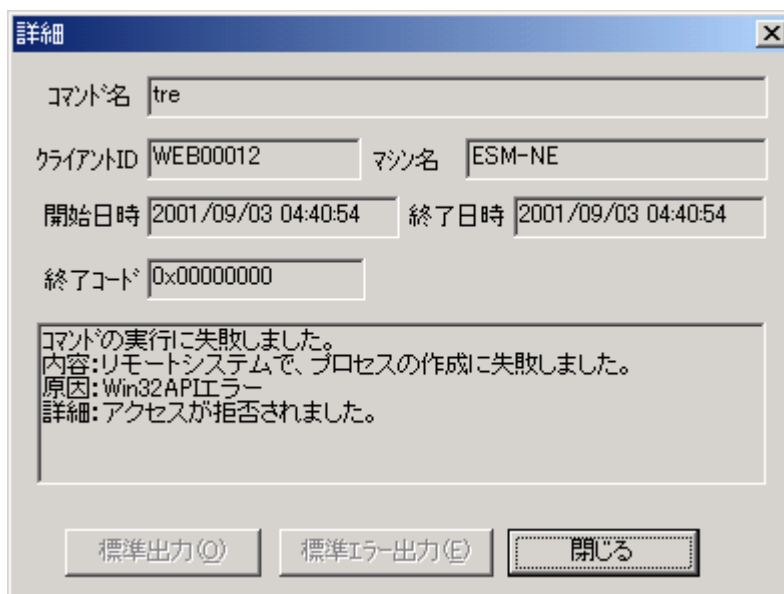 詳細
コマンド名 tre
クライアントID WEB00012 マシン名 ESM-NE
開始日時 2001/09/03 04:40:54 終了日時 2001/09/03 04:40:54
終了コード 0x00000000
コマンドの実行に失敗しました。
内容:リモートシステムで、プロセスの作成に失敗しました。
原因:Win32APIエラー
詳細:アクセスが拒否されました。
標準出力(O) 標準エラー出力(E) 閉じる